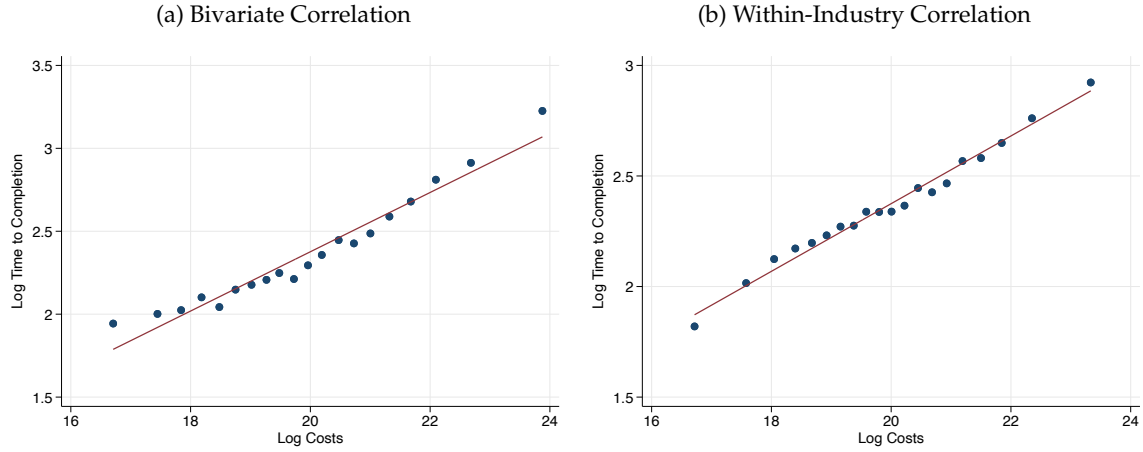 (a) Bivariate Correlation
3.5
3
2.5
2
1.5
Log Time to Completion
16 18 20 22 24
Log Costs
(b) Within-Industry Correlation
3
2.5
2
1.5
Log Time to Completion
16 18 20 22 24
Log Costs